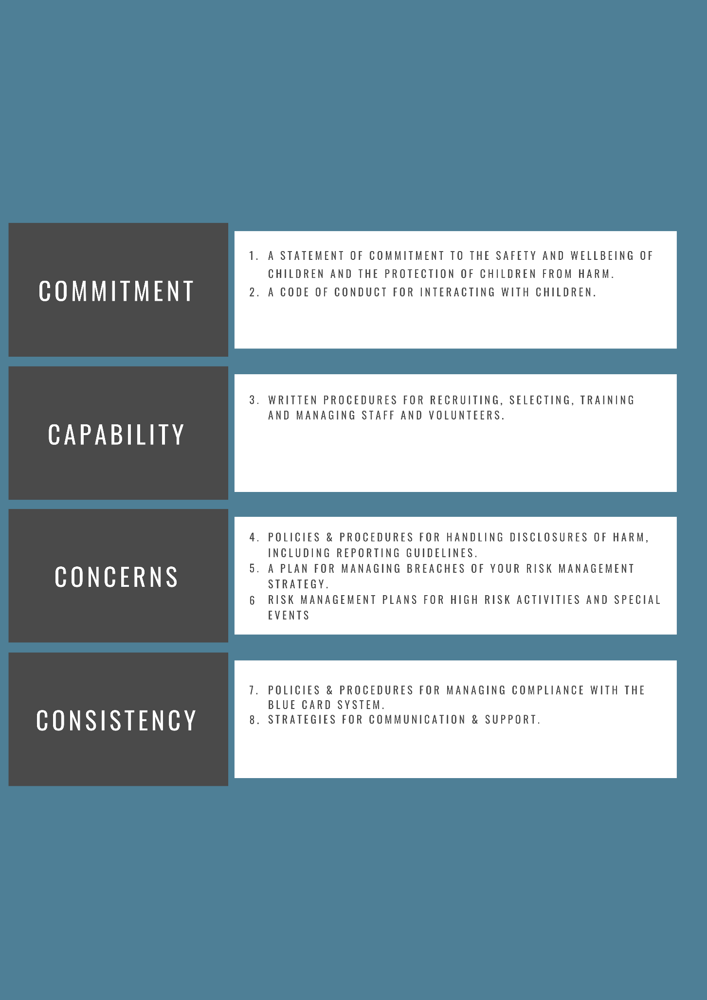 COMMITMENT
1. A STATEMENT OF COMMITMENT TO THE SAFETY AND WELLBEING OF
CHILDREN AND THE PROTECTION OF CHILDREN FROM HARM.
2. A CODE OF CONDUCT FOR INTERACTING WITH CHILDREN.
CAPABILITY
3. WRITTEN PROCEDURES FOR RECRUITING, SELECTING, TRAINING
AND MANAGING STAFF AND VOLUNTEERS.
CONCERNS
4. POLICIES & PROCEDURES FOR HANDLING DISCLOSURES OF HARM,
INCLUDING REPORTING GUIDELINES.
5. A PLAN FOR MANAGING BREACHES OF YOUR RISK MANAGEMENT
STRATEGY.
6 RISK MANAGEMENT PLANS FOR HIGH RISK ACTIVITIES AND SPECIAL
EVENTS
CONSISTENCY
7. POLICIES & PROCEDURES FOR MANAGING COMPLIANCE WITH THE
BLUE CARD SYSTEM.
8. STRATEGIES FOR COMMUNICATION & SUPPORT.